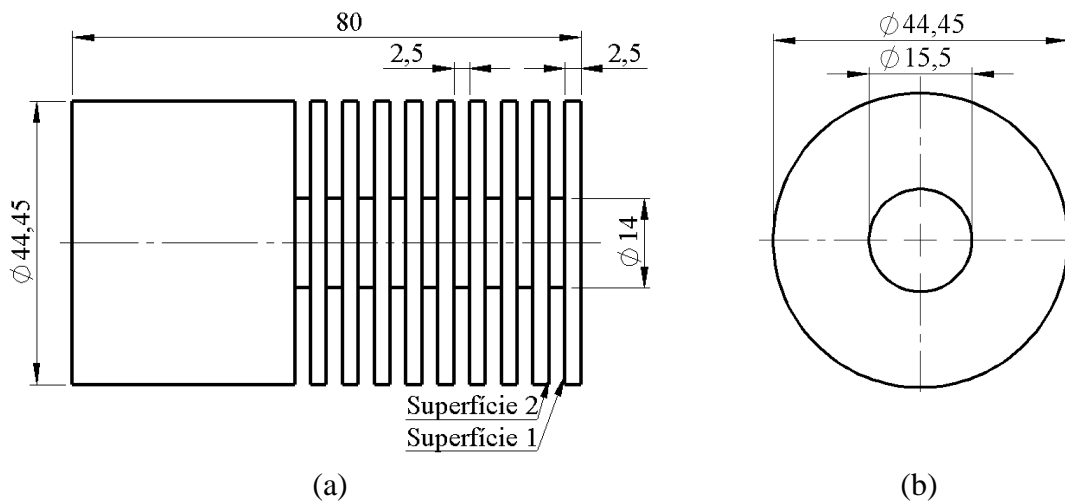 80
2,5
2,5
∅ 44,45
∅ 14
Superfície 2
Superfície 1
(a)
∅ 44,45
∅ 15,5
(b)